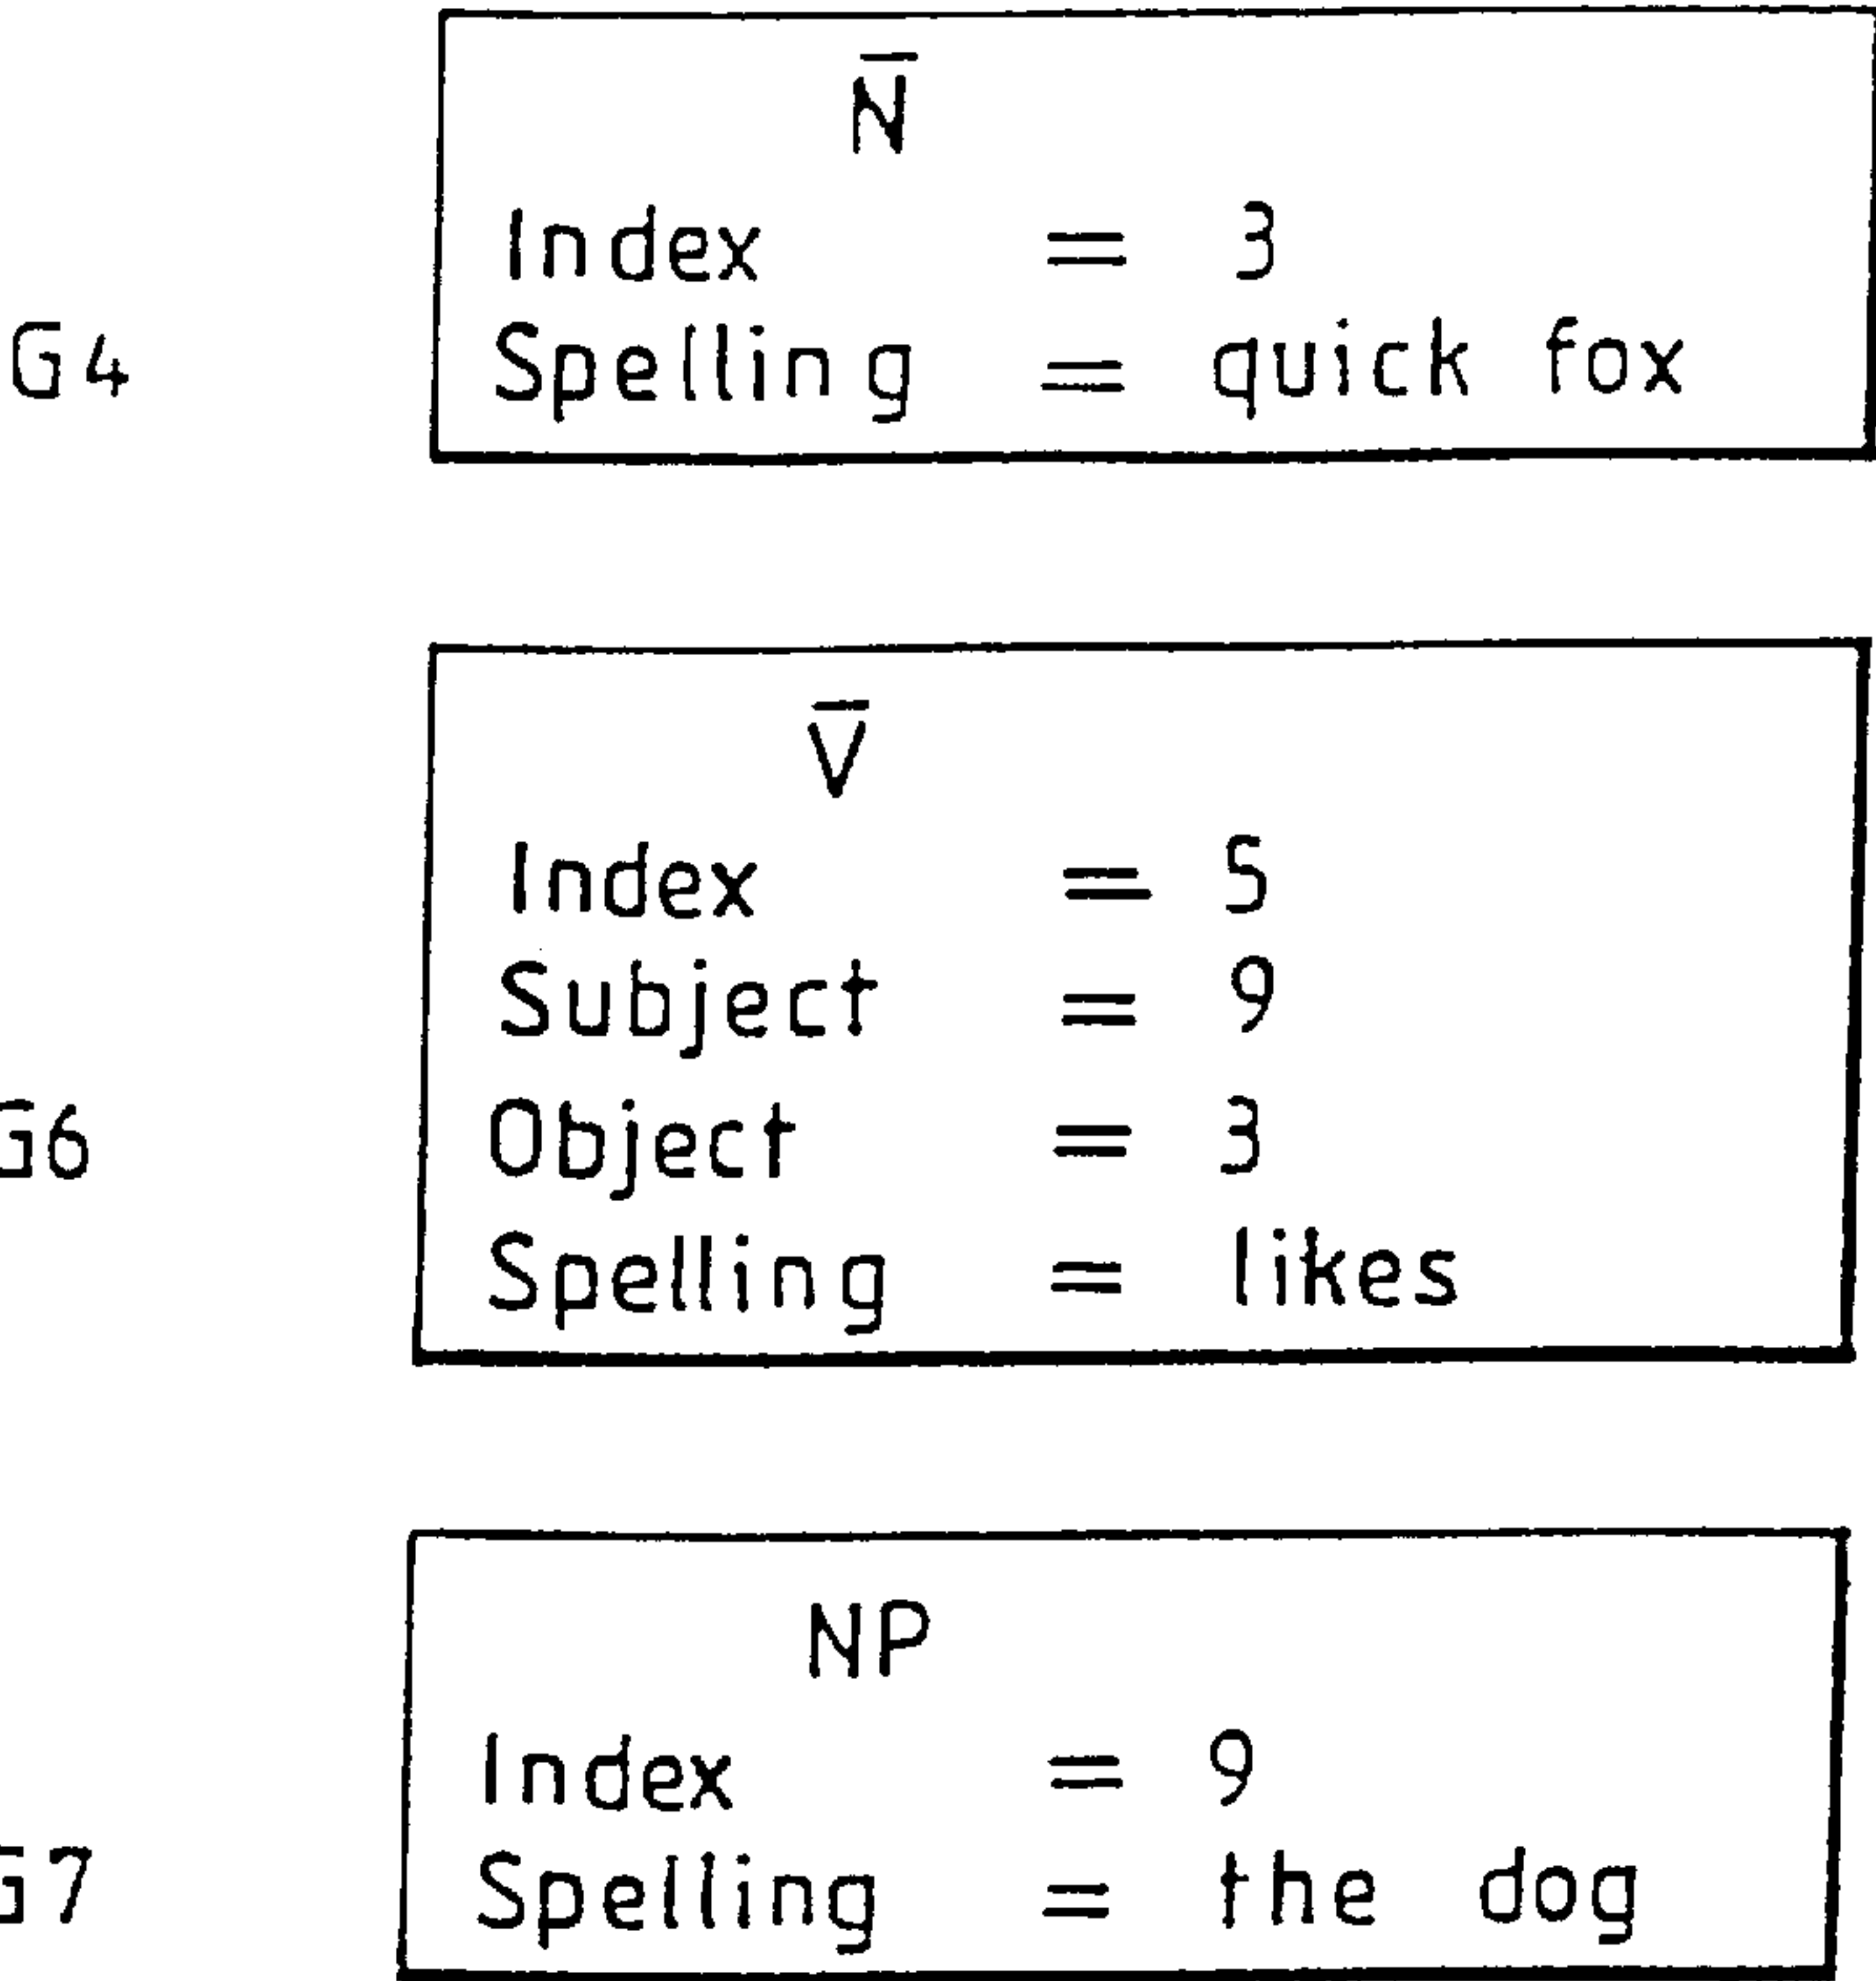 N̄
Index = 3
G4 Spelling = quick fox
V̄
Index = 5
Subject = 9
G6 Object = 3
Spelling = likes
NP
Index = 9
G7 Spelling = the dog